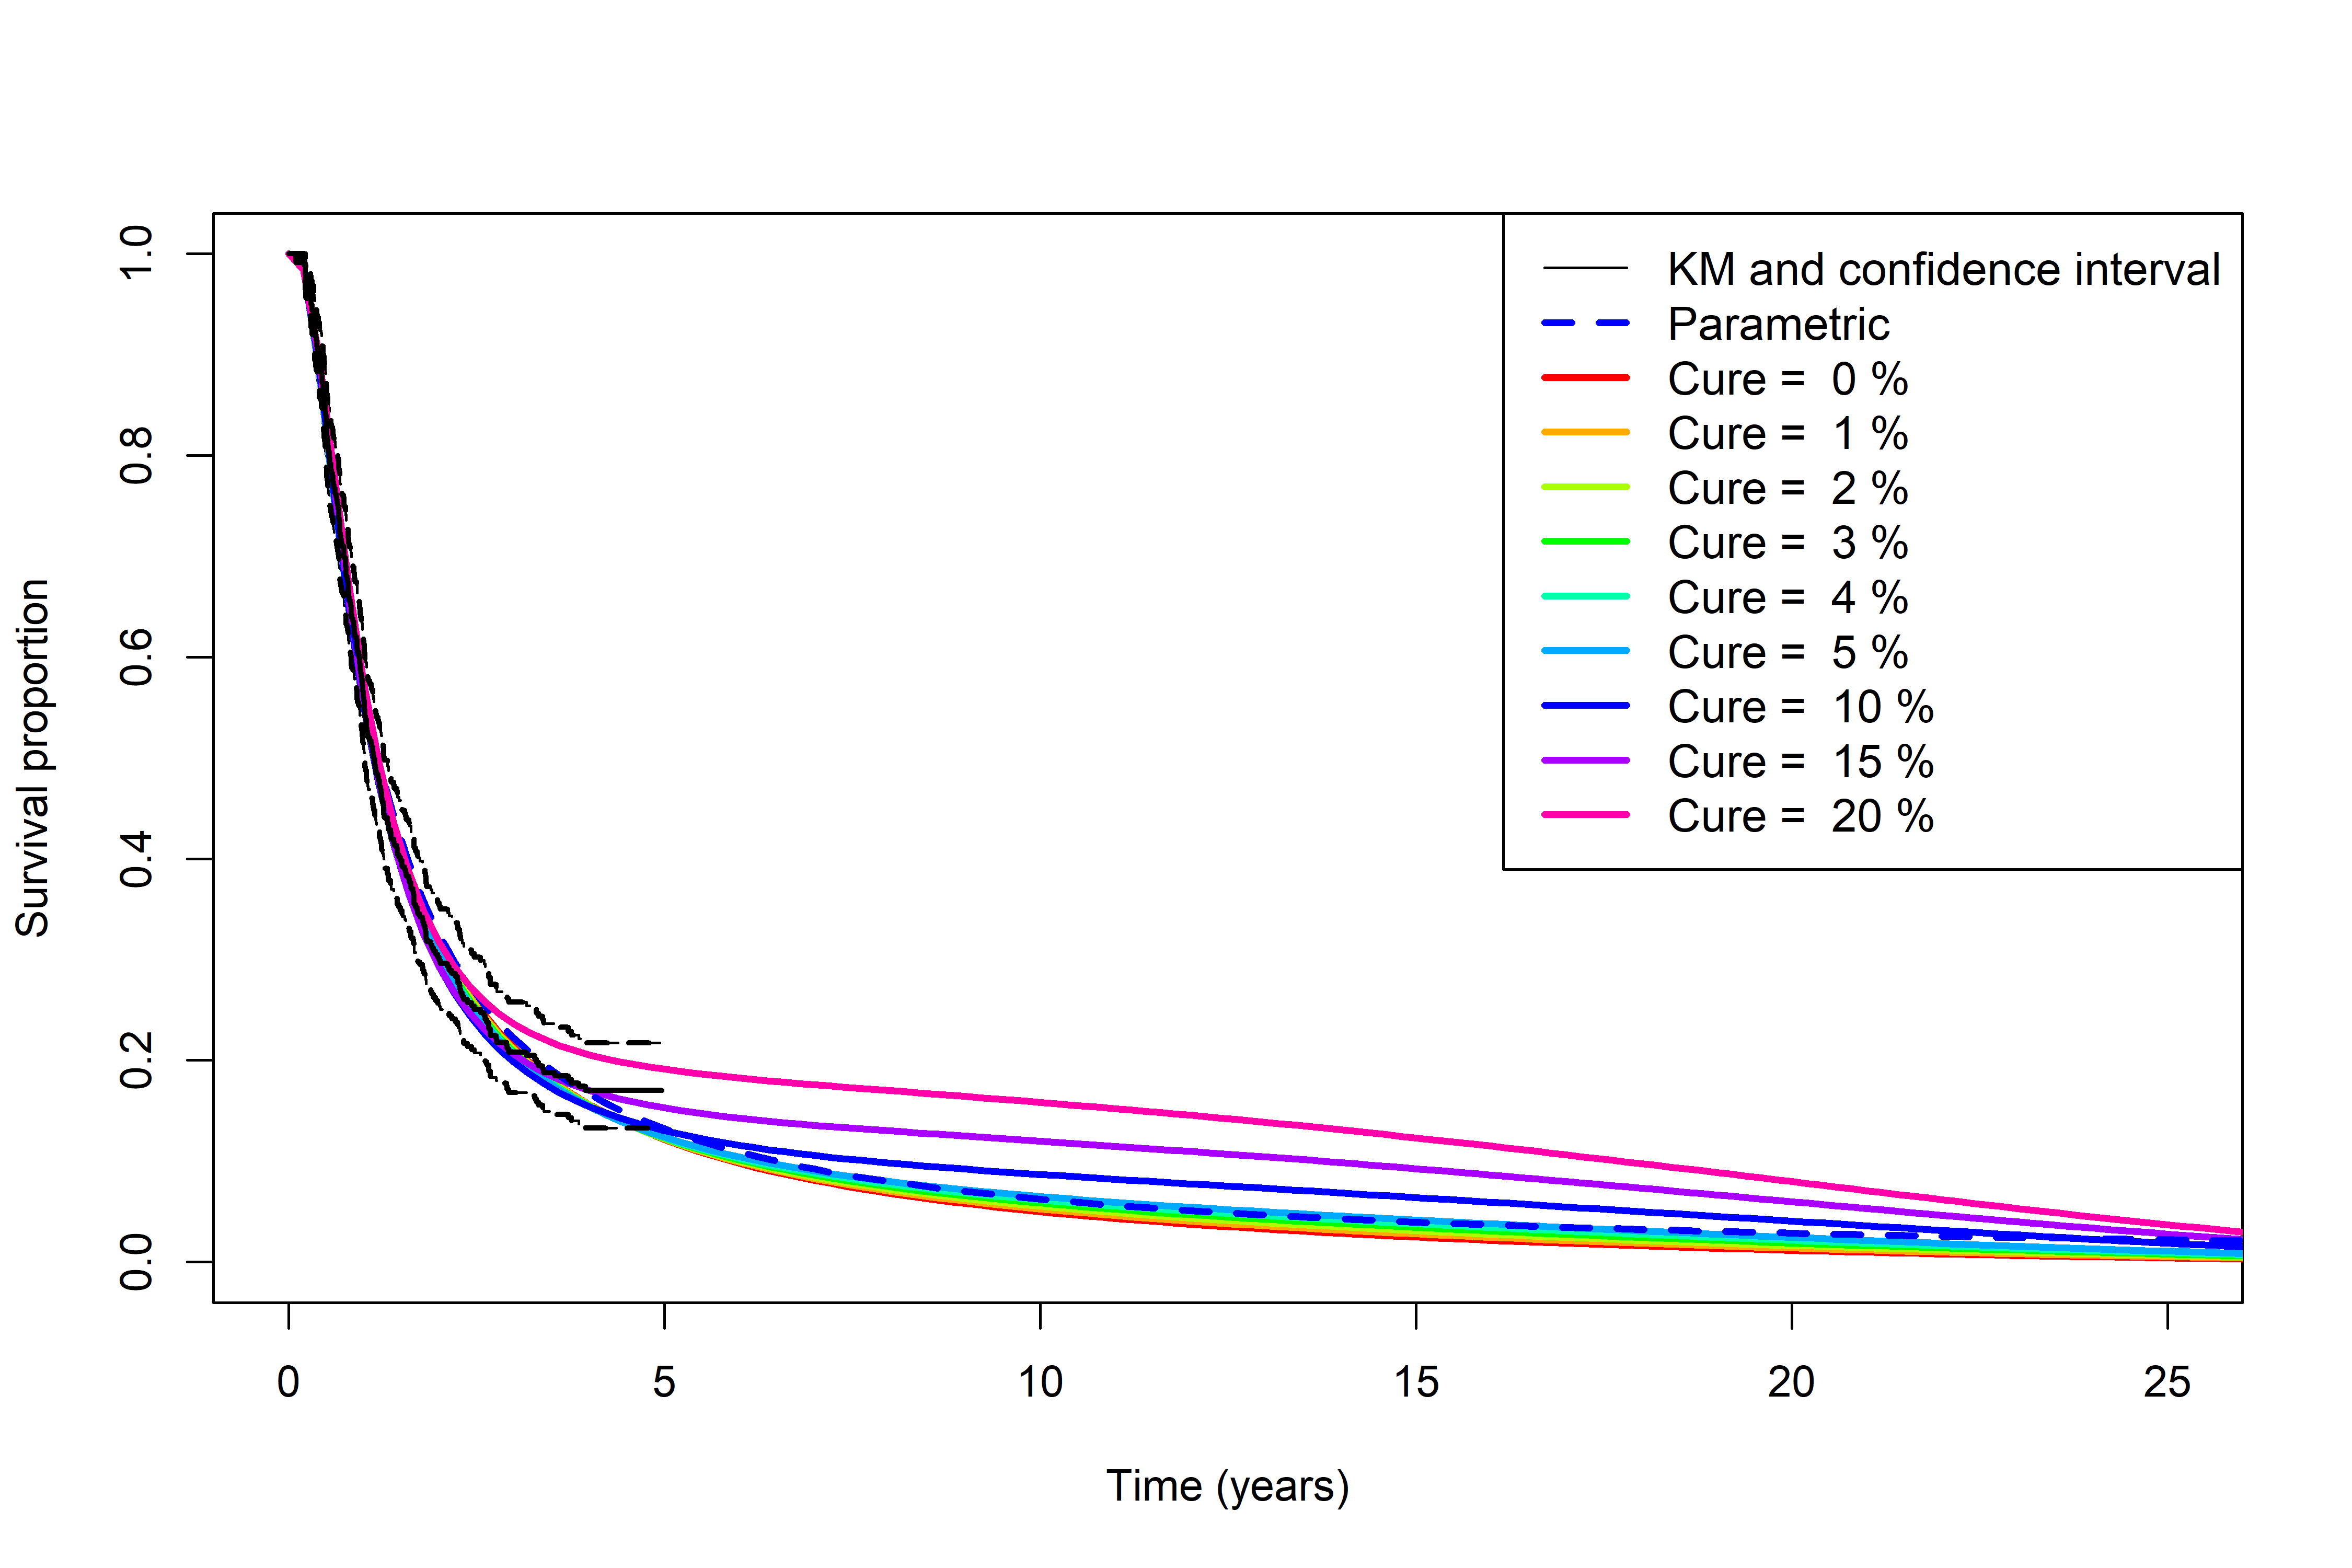 KM and confidence interval
Parametric
Cure =  0 %
Cure =  1 %
Cure =  2 %
Cure =  3 %
Cure =  4 %
Cure =  5 %
Cure =  10 %
Cure =  15 %
Cure =  20 %
Survival proportion
1.0
0.8
0.6
0.4
0.2
0.0
0 5 10 15 20 25
Time (years)